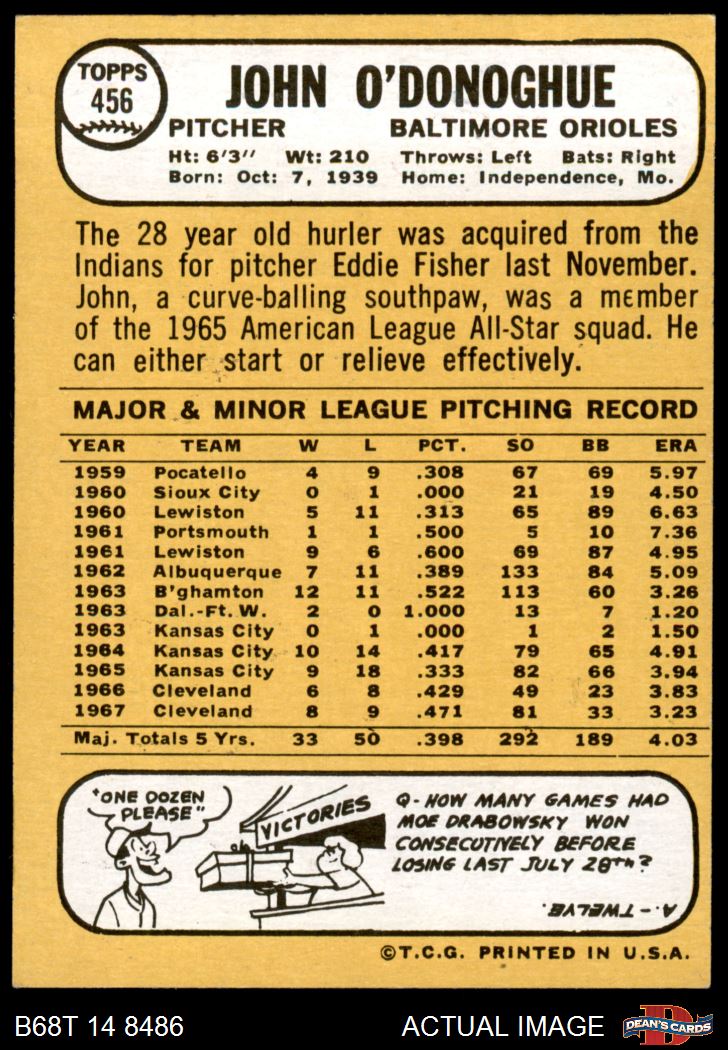 TOPPS
456
JOHN O'DONOGHUE
PITCHER BALTIMORE ORIOLES
Ht: 6'3" Wt: 210 Throws: Left Bats: Right
Born: Oct: 7, 1939 Home: Independence, Mo.
The 28 year old hurler was acquired from the
Indians for pitcher Eddie Fisher last November.
John, a curve-balling southpaw, was a member
of the 1965 American League All-Star squad. He
can either start or relieve effectively.
MAJOR & MINOR LEAGUE PITCHING RECORD
YEAR TEAM W L PCT. SO BB ERA
1959 Pocatello 4 9 .308 67 69 5.97
1960 Sioux City 0 1 .000 21 19 4.50
1960 Lewiston 5 11 .313 65 89 6.63
1961 Portsmouth 1 1 .500 5 10 7.36
1961 Lewiston 9 6 .600 69 87 4.95
1962 Albuquerque 7 11 .389 133 84 5.09
1963 B'ghamton 12 11 .522 113 60 3.26
1963 Dal.-Ft. W. 2 0 1.000 13 7 1.20
1963 Kansas City 0 1 .000 1 2 1.50
1964 Kansas City 10 14 .417 79 65 4.91
1965 Kansas City 9 18 .333 82 66 3.94
1966 Cleveland 6 8 .429 49 23 3.83
1967 Cleveland 8 9 .471 81 33 3.23
Maj. Totals 5 Yrs. 33 50 .398 292 189 4.03
"ONE DOZEN
PLEASE"
VICTORIES
Q- HOW MANY GAMES HAD
MOE DRABOWSKY WON
CONSECUTIVELY BEFORE
LOSING LAST JULY 28TH?
A.- TWELVE.
©T.C.G. PRINTED IN U.S.A.
B68T 14 8486 ACTUAL IMAGE
D
DEAN'S CARDS